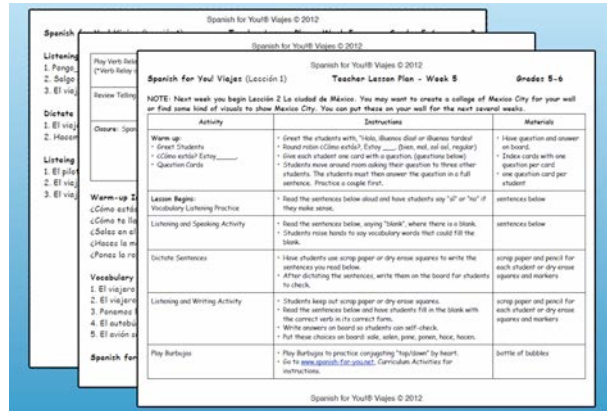 Spanish for You!® Viajes © 2012
Listening
1. Pongo
2. Salgo
3. El viaj
Dictate
1. El viaj
2. Hacem
Listeing
1. El pilot
2. El viaj
3. El viaj
Spanish for You!® Viajes © 2012
Play Verb Rela
(*Verb Relay
Review Telling
Closure: Span
Warm-up
¿Cómo está
¿Cómo te lla
¿Sales en el
¿Haces la m
¿Pones la ro
Vocabulary
1. El viajero
2. El viajero
3. Ponemos
4. El autobú
5. El avión s
Spanish for
Spanish for You!® Viajes © 2012
Spanish for You! Viajes (Lección 1) Teacher Lesson Plan - Week 5 Grades 5-6
NOTE: Next week you begin Lección 2 La ciudad de México. You may want to create a collage of Mexico City for your wall
or find some kind of visuals to show Mexico City. You can put these on your wall for the next several weeks.
Activity Instructions Materials
Warm up:
- Greet Students
- ¿Cómo estás? Estoy_____.
- Question Cards
- Greet the students with, "Hola, ¡Buenos días! or ¡Buenas tardes!
- Round robin ¿Cómo estás?, Estoy ___. (bien, mal, así así, regular)
- Give each student one card with a question. (questions below)
- Students move around room asking their question to three other
students. The students must then answer the question in a full
sentence. Practice a couple first.
- Have question and answer
on board.
- Index cards with one
question per card
- one question card per
student
Lesson Begins:
Vocabulary Listening Practice
- Read the sentences below aloud and have students say "sí" or "no" if
they make sense.
sentences below
Listening and Speaking Activity
- Read the sentences below, saying "blank", where there is a blank.
- Students raise hands to say vocabulary words that could fill the
blank.
sentences below
Dictate Sentences
- Have students use scrap paper or dry erase squares to write the
sentences you read below.
- After dictating the sentences, write them on the board for students
to check.
scrap paper and pencil for
each student or dry erase
squares and markers
Listening and Writing Activity
- Students keep out scrap paper or dry erase squares.
- Read the sentences below and have students fill in the blank with
the correct verb in its correct form.
- Write answers on board so students can self-check.
- Put these choices on board: sale, salen, pone, ponen, hace, hacen.
scrap paper and pencil for
each student or dry erase
squares and markers
Play Burbujas
- Play Burbujas to practice conjugating "top/down" by heart.
- Go to www.spanish-for-you.net, Curriculum Activities for
instructions.
bottle of bubbles
Spanish for You!® Viajes © 2012